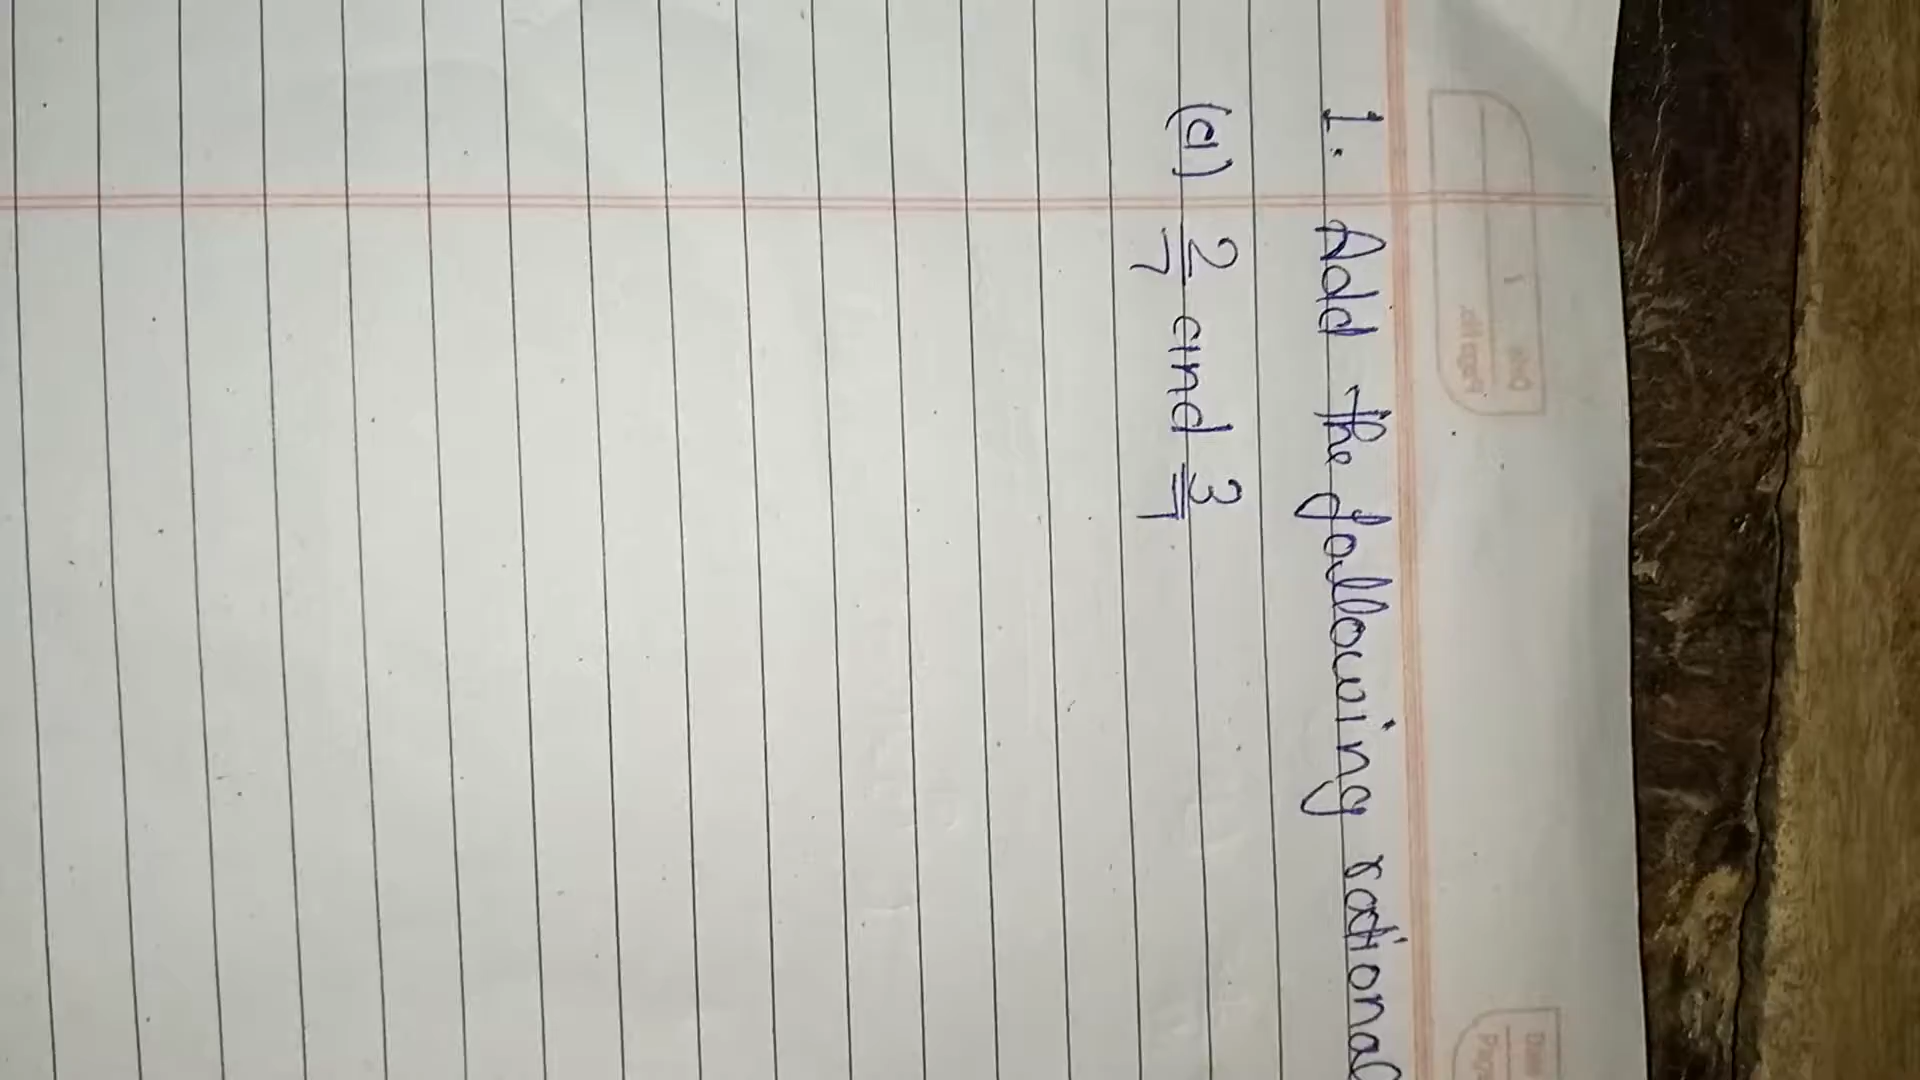 1. Add the following rational
(a) 2/7 and 3/7